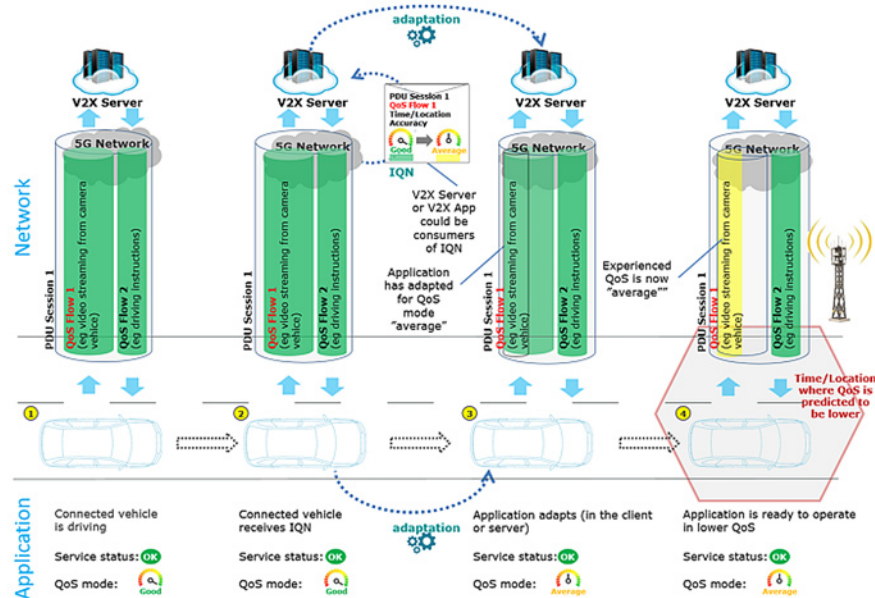 adaptation
V2X Server
V2X Server
V2X Server
V2X Server
PDU Session 1
QoS Flow 1
Time/Location
Accuracy
Good
Average
IQN
5G Network
5G Network
5G Network
5G Network
Network
V2X Server
or V2X App
could be
consumers
of IQN
Application
has adapted
for QoS
mode
"average"
Experienced
QoS is now
"average""
PDU Session 1
QoS Flow 1
(eg video streaming from camera
vehice)
QoS Flow 2
(eg driving instructions)
PDU Session 1
QoS Flow 1
(eg video streaming from camera
vehice)
QoS Flow 2
(eg driving instructions)
PDU Session 1
QoS Flow 1
(eg video streaming from camera
vehice)
QoS Flow 2
(eg driving instructions)
PDU Session 1
QoS Flow 1
(eg video streaming from camera
vehice)
QoS Flow 2
(eg driving instructions)
Time/Location
where QoS is
predicted to
be lower
1
2
3
4
Application
Connected vehicle
is driving
Service status: OK
QoS mode: Good
Connected vehicle
receives IQN
Service status: OK
QoS mode: Good
adaptation
Application adapts (in the client
or server)
Service status: OK
QoS mode: Average
Application is ready to operate
in lower QoS
Service status: OK
QoS mode: Average